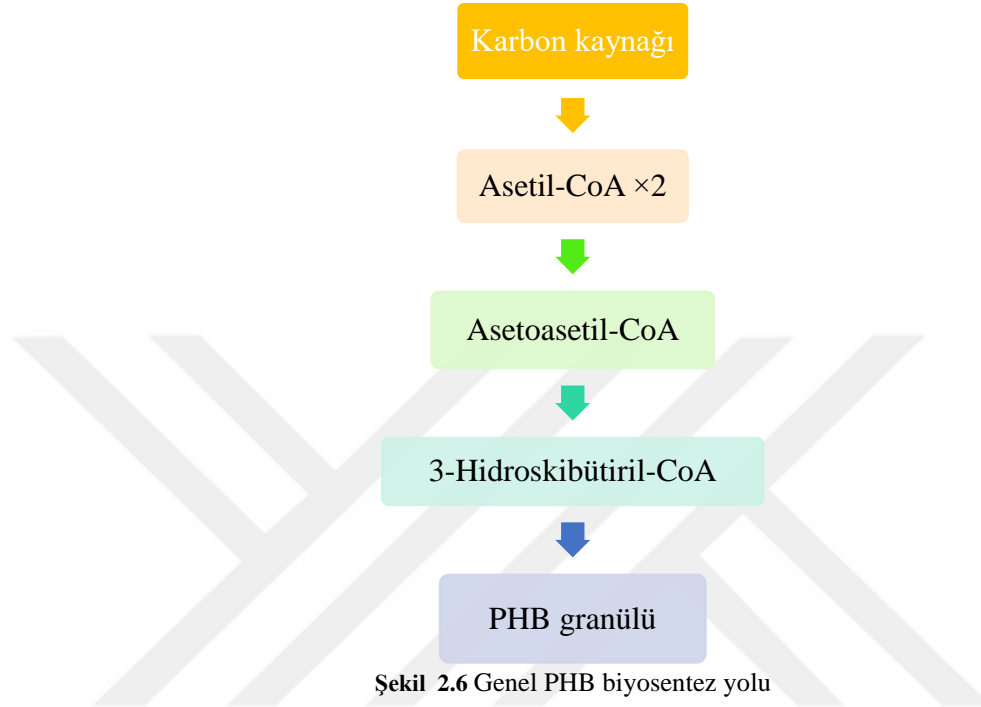 Karbon kaynağı
Asetil-CoA ×2
Asetoasetil-CoA
3-Hidroskibütiril-CoA
PHB granülü
Şekil 2.6 Genel PHB biyosentez yolu